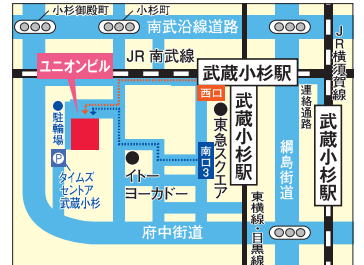 小杉御殿町
小杉町
南武沿線道路
JR 南武線
JR横須賀線
ユニオンビル
武蔵小杉駅
西口
連絡通路
駐輪場
東急スクエア
武蔵小杉駅
綱島街道
武蔵小杉駅
南口3
P
タイムズ
セントア
武蔵小杉
イトー
ヨーカドー
東横線・目黒線
府中街道